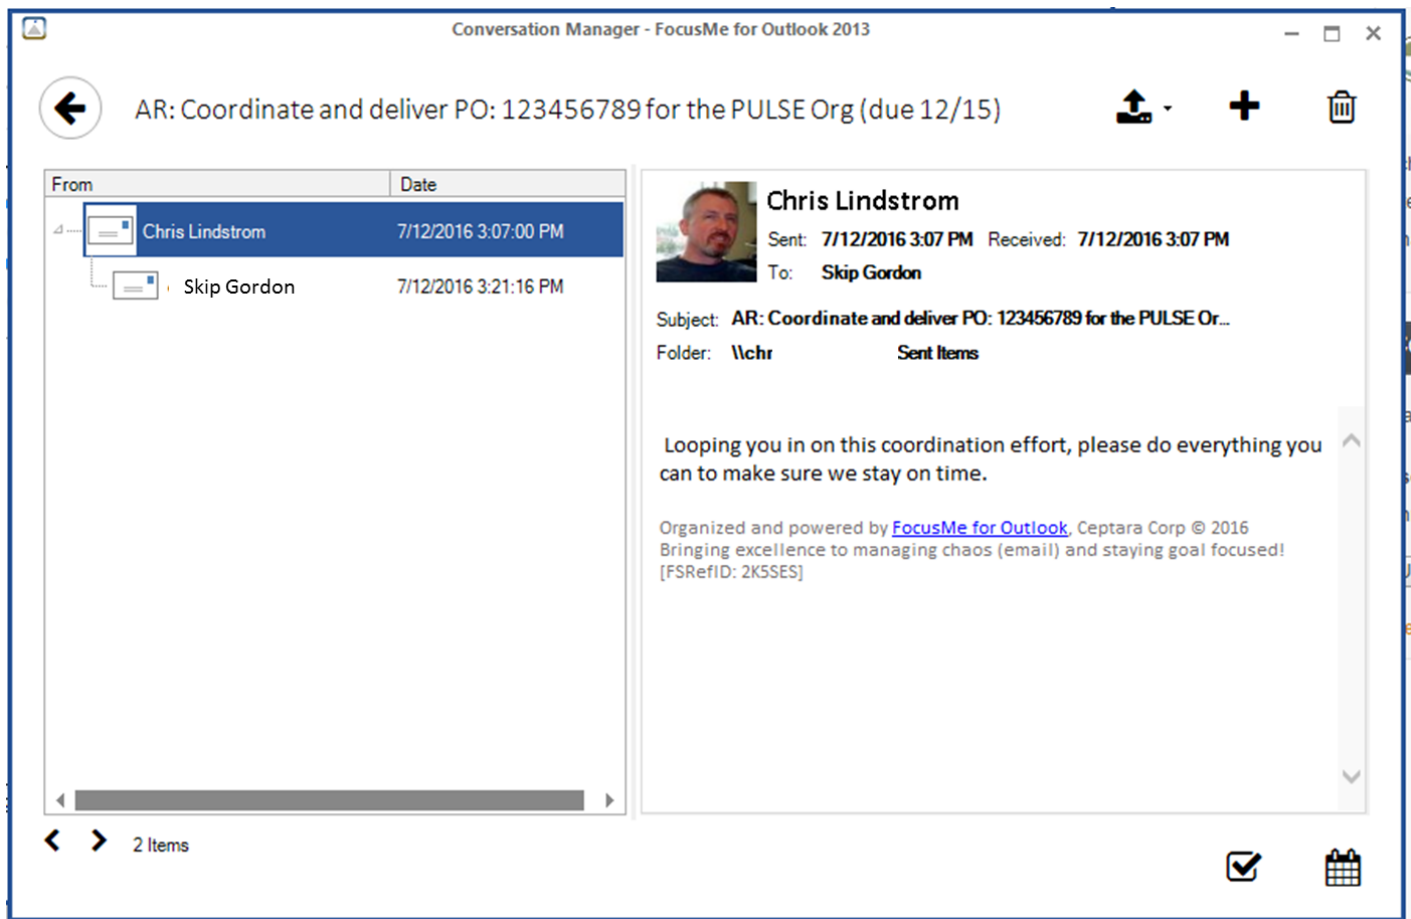 Conversation Manager - FocusMe for Outlook 2013
AR: Coordinate and deliver PO: 123456789 for the PULSE Org (due 12/15)
From Date
Chris Lindstrom 7/12/2016 3:07:00 PM
Skip Gordon 7/12/2016 3:21:16 PM
2 Items
Chris Lindstrom
Sent: 7/12/2016 3:07 PM Received: 7/12/2016 3:07 PM
To: Skip Gordon
Subject: AR: Coordinate and deliver PO: 123456789 for the PULSE Or...
Folder: \\chr Sent Items
Looping you in on this coordination effort, please do everything you
can to make sure we stay on time.
Organized and powered by FocusMe for Outlook, Ceptara Corp © 2016
Bringing excellence to managing chaos (email) and staying goal focused!
[FSRefID: 2K5SES]